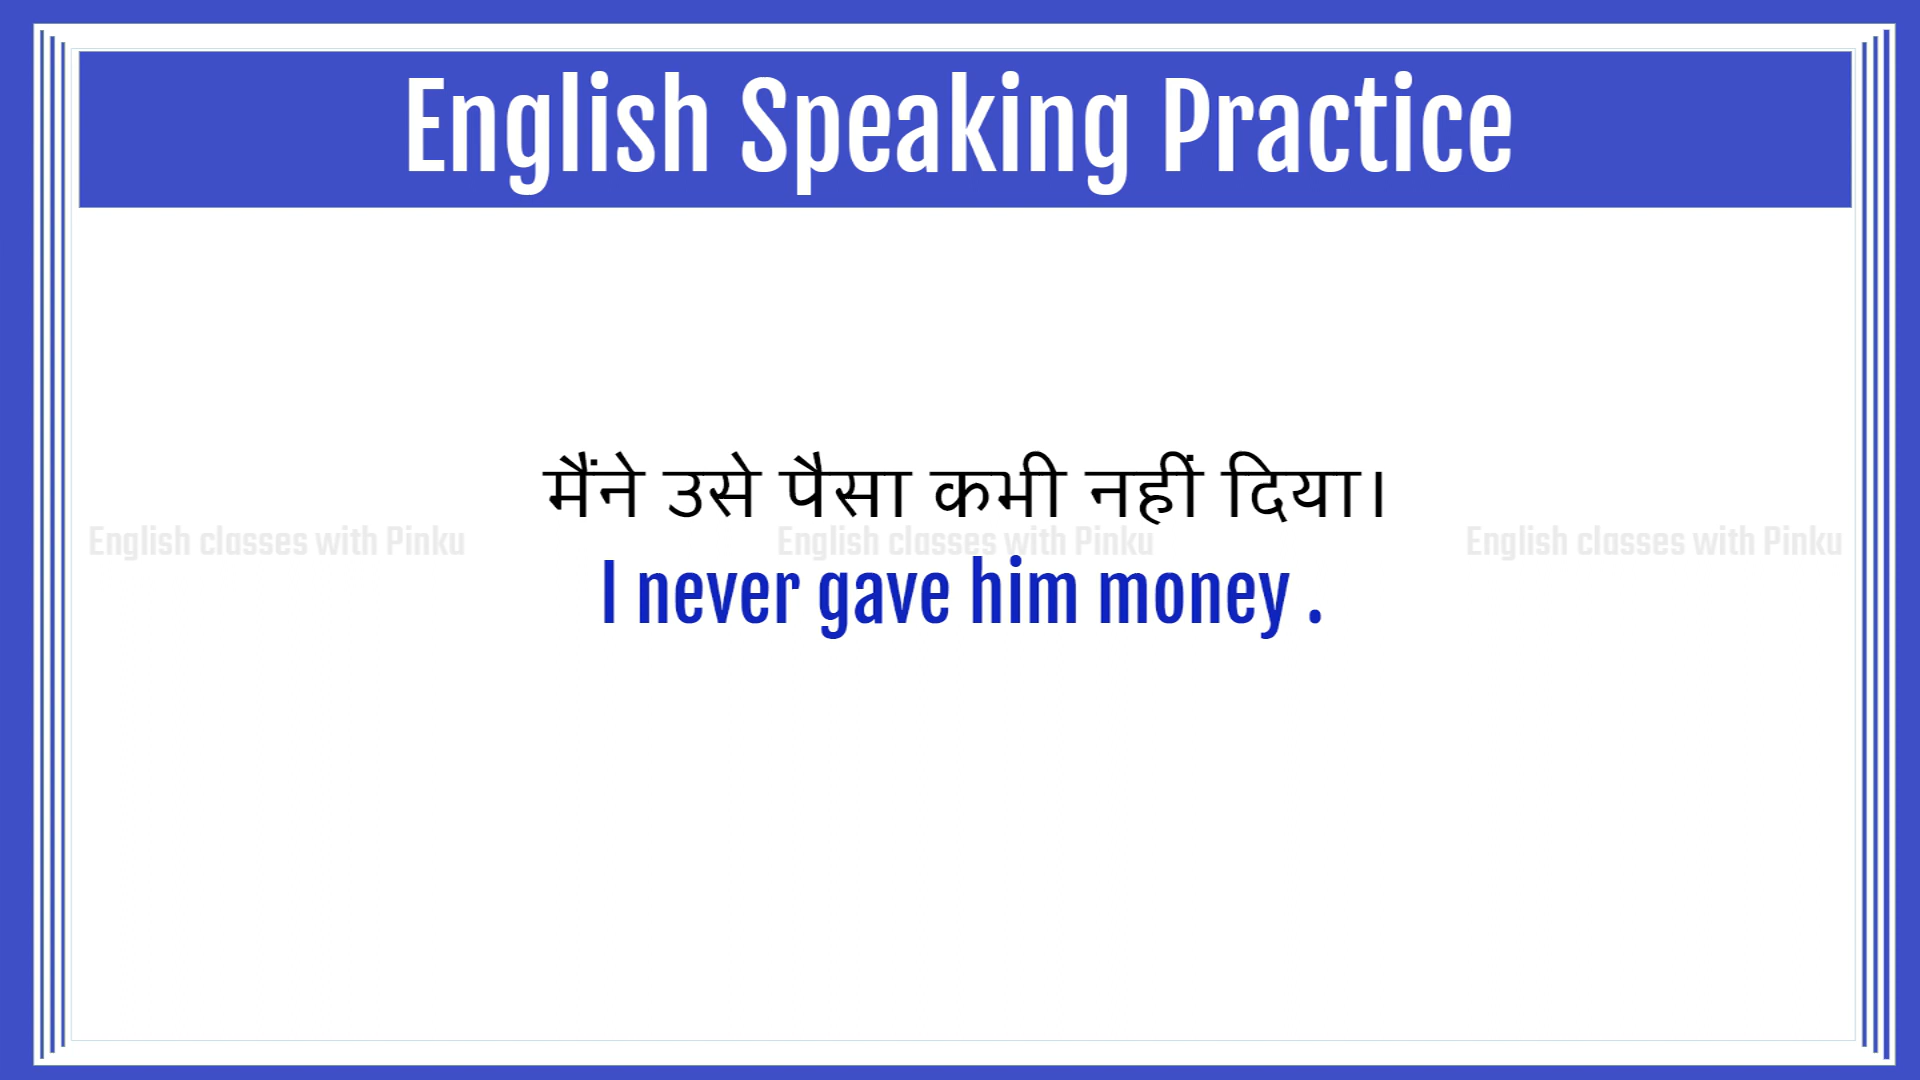 English Speaking Practice
मैंने उसे पैसा कभी नहीं दिया।
English classes with Pinku English classes with Pinku English classes with Pinku
I never gave him money .